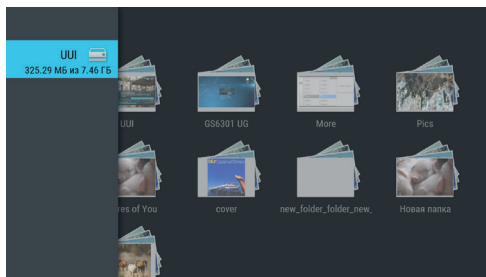 UUI
325.29 МБ из 7.46 ГБ
UUI
GS6301 UG
More
Pics
res of You
cover
new_folder_folder_new_
Новая папка